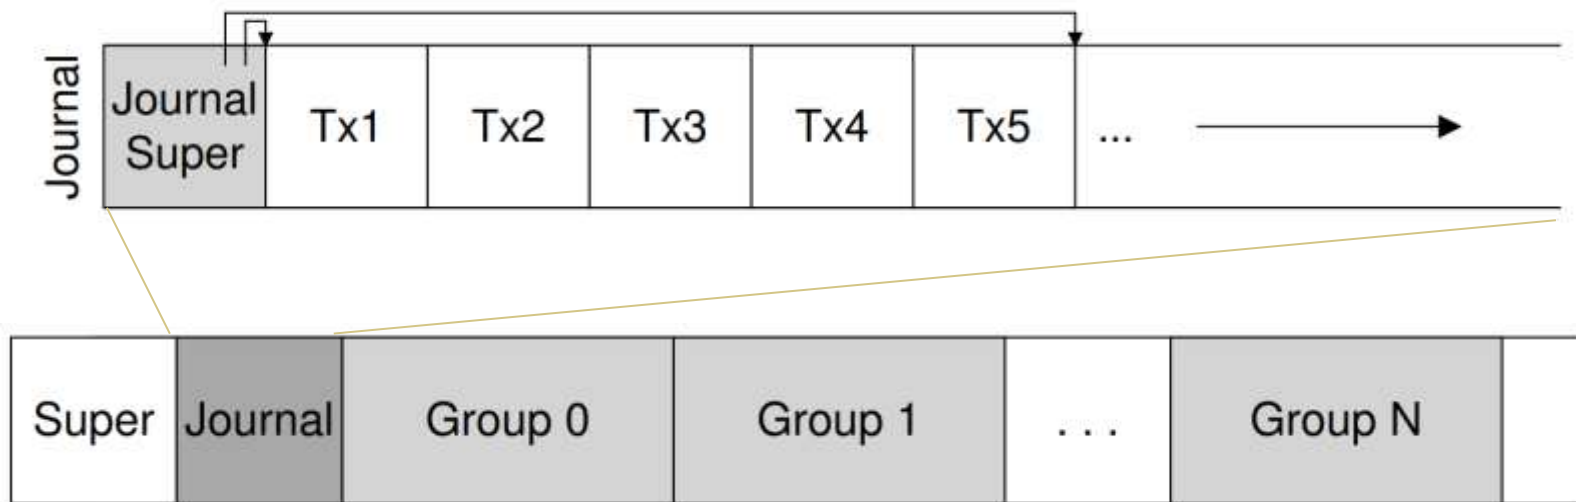 Journal
Journal
Super
Tx1 Tx2 Tx3 Tx4 Tx5 ...
Super Journal Group 0 Group 1 . . . Group N